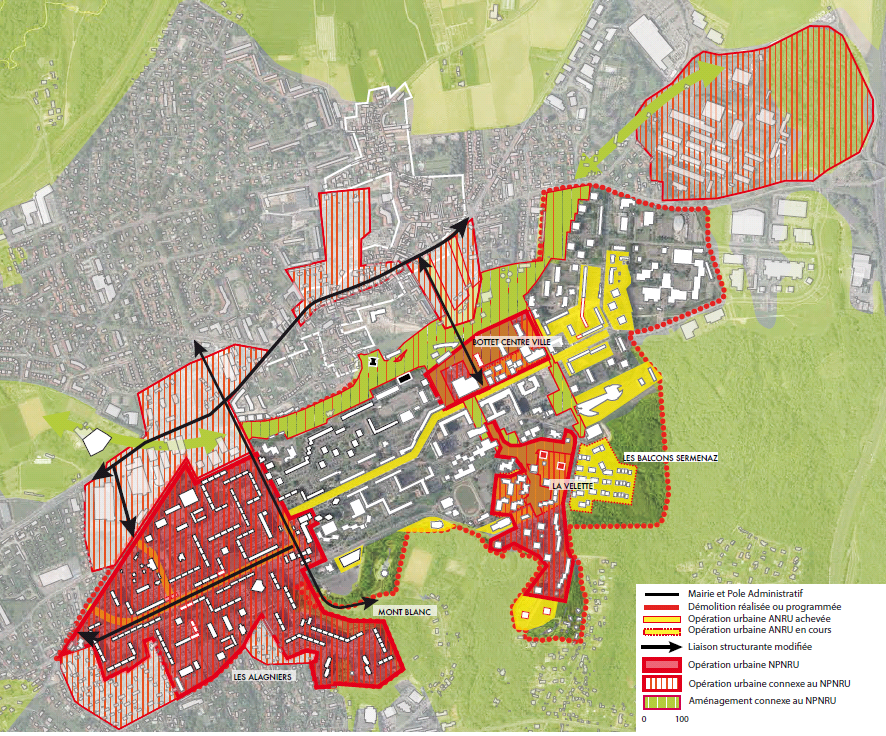 BOTTET CENTRE VILLE
LES BALCONS SERMENAZ
LA VELETTE
MONT BLANC
LES ALAGNIERS
Mairie et Pole Administratif
Démolition réalisée ou programmée
Opération urbaine ANRU achevée
Opération urbaine ANRU en cours
Liaison structurante modifiée
Opération urbaine NPNRU
Opération urbaine connexe au NPNRU
Aménagement connexe au NPNRU
0 100